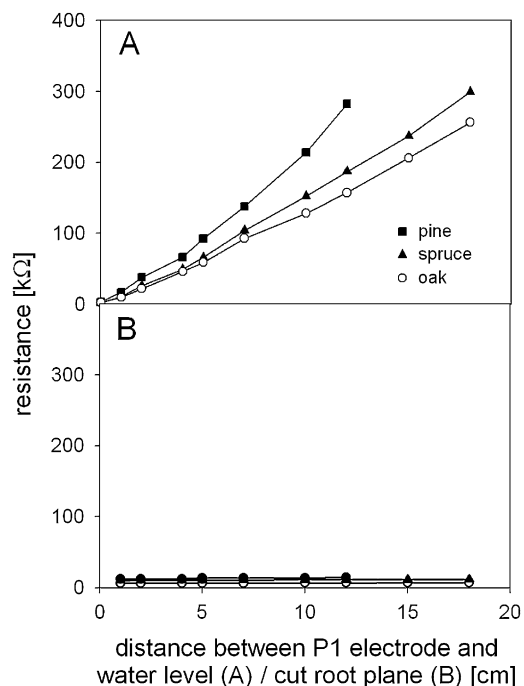 400
A
300
200
100
0
pine
spruce
oak
resistance [kΩ]
B
300
200
100
0
0 5 10 15 20
distance between P1 electrode and
water level (A) / cut root plane (B) [cm]